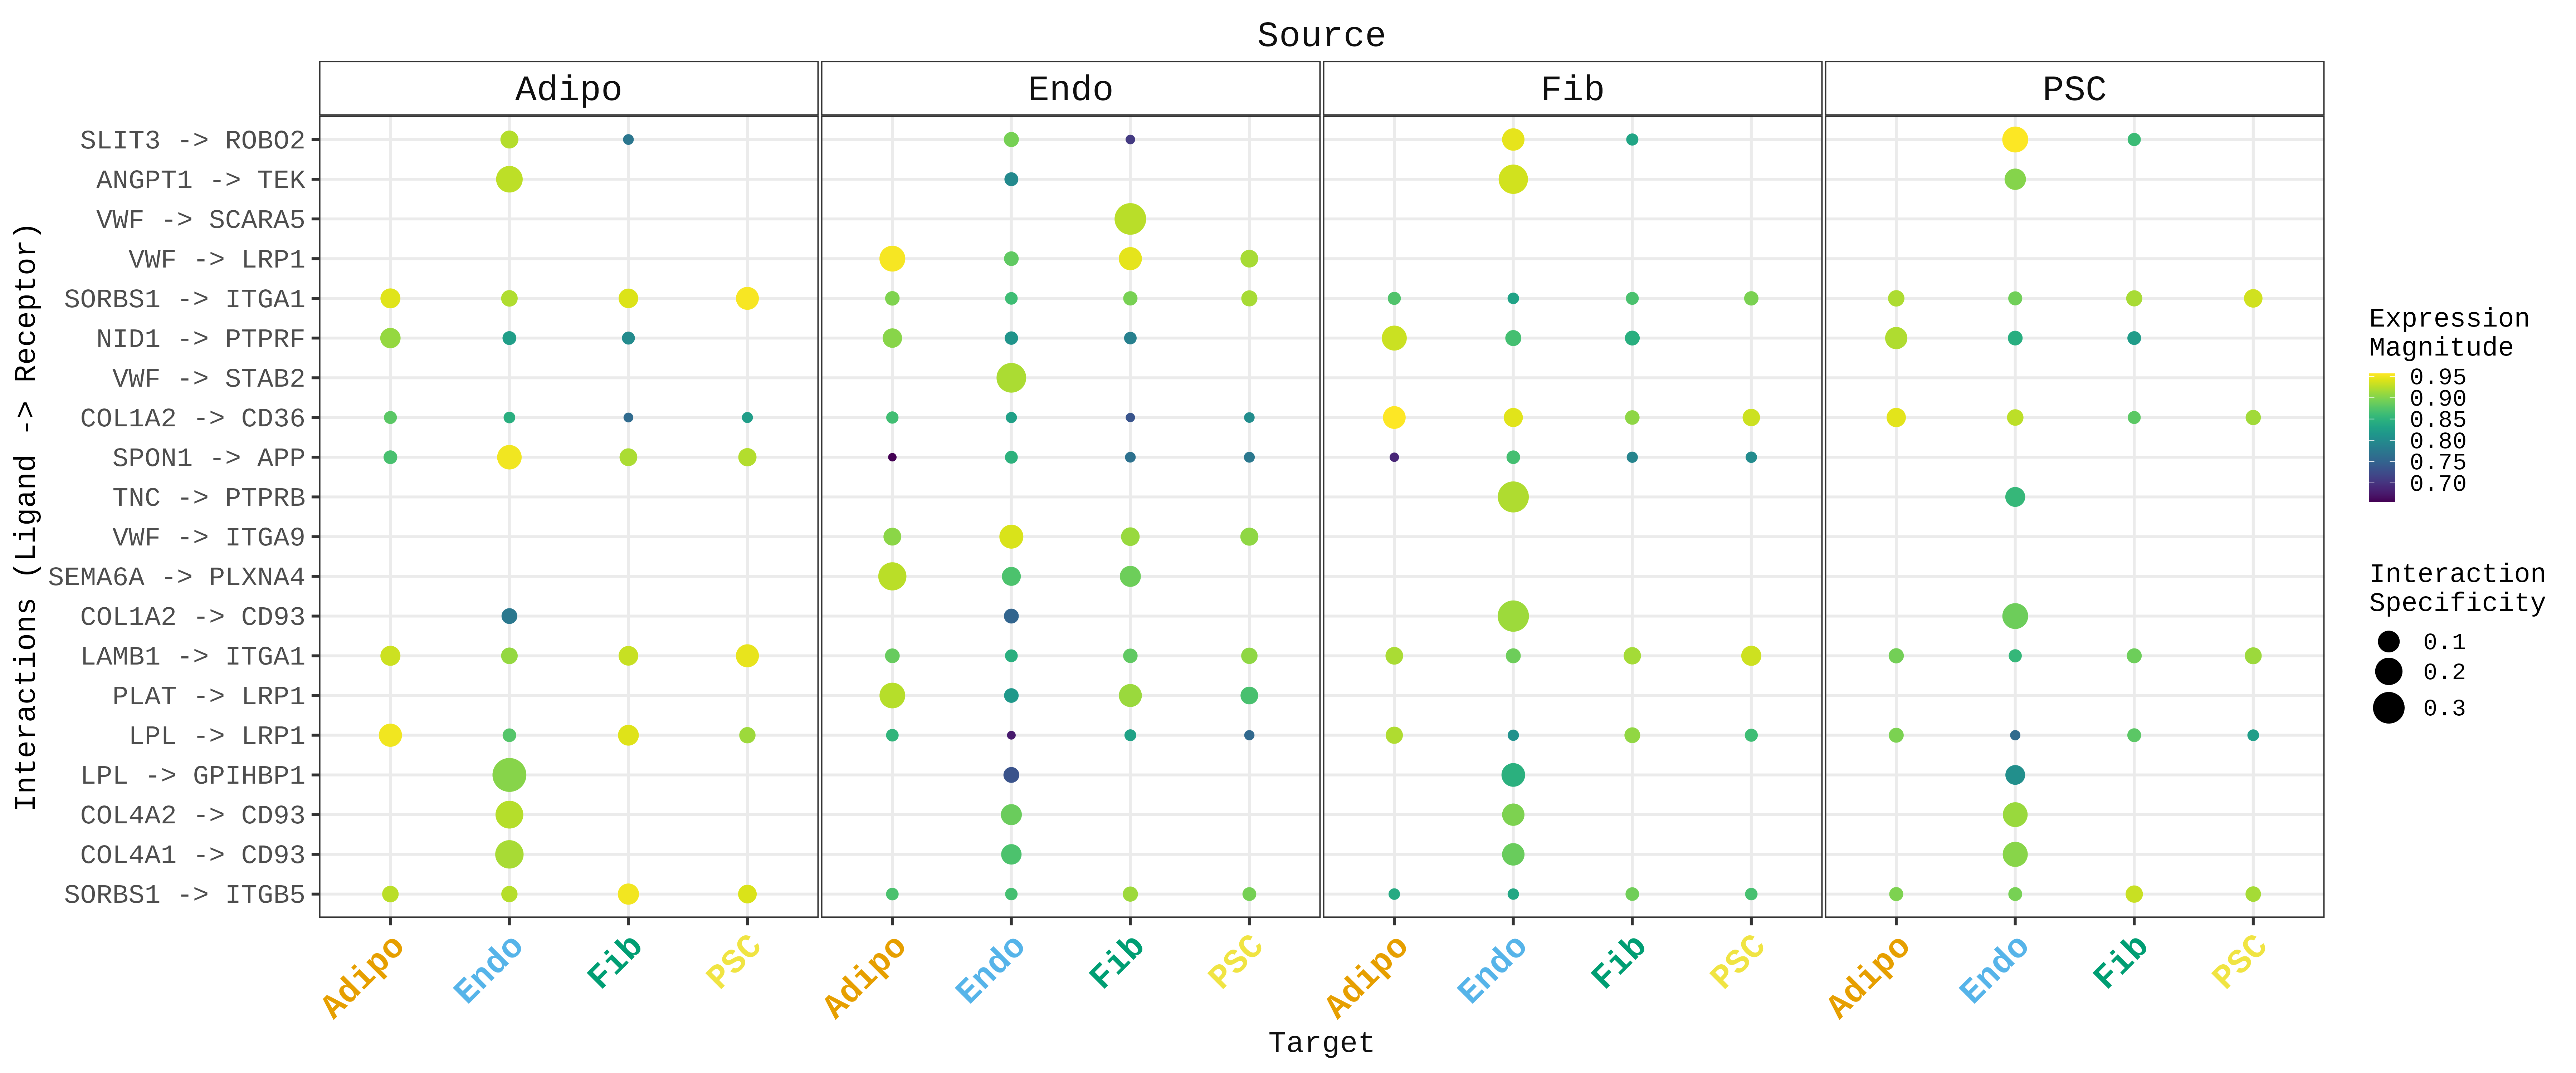 Source
Adipo Endo Fib PSC
Interactions (Ligand -> Receptor)
SLIT3 -> ROBO2
ANGPT1 -> TEK
VWF -> SCARA5
VWF -> LRP1
SORBS1 -> ITGA1
NID1 -> PTPRF
VWF -> STAB2
COL1A2 -> CD36
SPON1 -> APP
TNC -> PTPRB
VWF -> ITGA9
SEMA6A -> PLXNA4
COL1A2 -> CD93
LAMB1 -> ITGA1
PLAT -> LRP1
LPL -> LRP1
LPL -> GPIHBP1
COL4A2 -> CD93
COL4A1 -> CD93
SORBS1 -> ITGB5
Adipo Endo Fib PSC Adipo Endo Fib PSC Adipo Endo Fib PSC Adipo Endo Fib PSC
Target
Expression
Magnitude
0.95
0.90
0.85
0.80
0.75
0.70
Interaction
Specificity
0.1
0.2
0.3